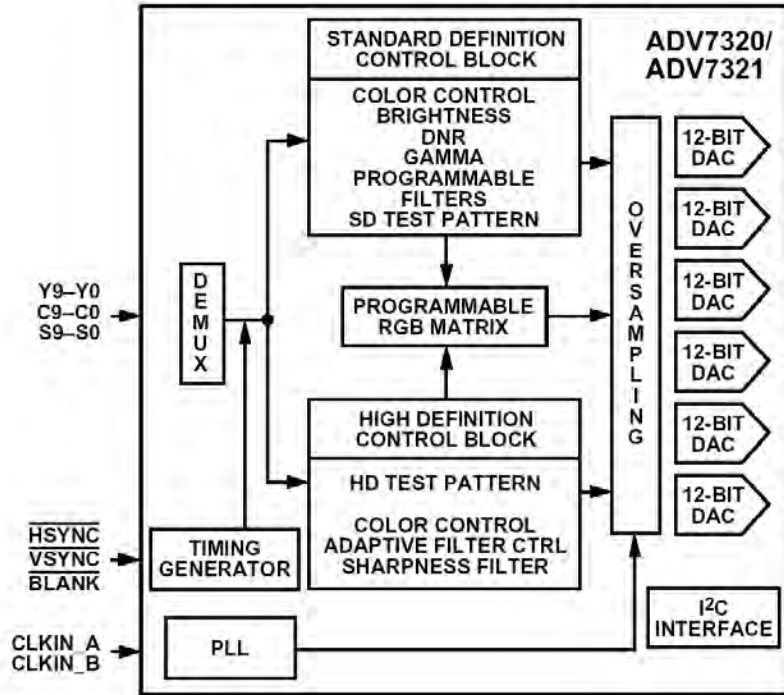 ADV7320/
ADV7321
STANDARD DEFINITION
CONTROL BLOCK
COLOR CONTROL
BRIGHTNESS
DNR
GAMMA
PROGRAMMABLE
FILTERS
SD TEST PATTERN
Y9–Y0
C9–C0
S9–S0
DEMUX
PROGRAMMABLE
RGB MATRIX
HIGH DEFINITION
CONTROL BLOCK
HD TEST PATTERN
COLOR CONTROL
ADAPTIVE FILTER CTRL
SHARPNESS FILTER
HSYNC
VSYNC
BLANK
TIMING
GENERATOR
CLKIN_A
CLKIN_B
PLL
OVERSAMPLING
12-BIT
DAC
12-BIT
DAC
12-BIT
DAC
12-BIT
DAC
12-BIT
DAC
12-BIT
DAC
I²C
INTERFACE